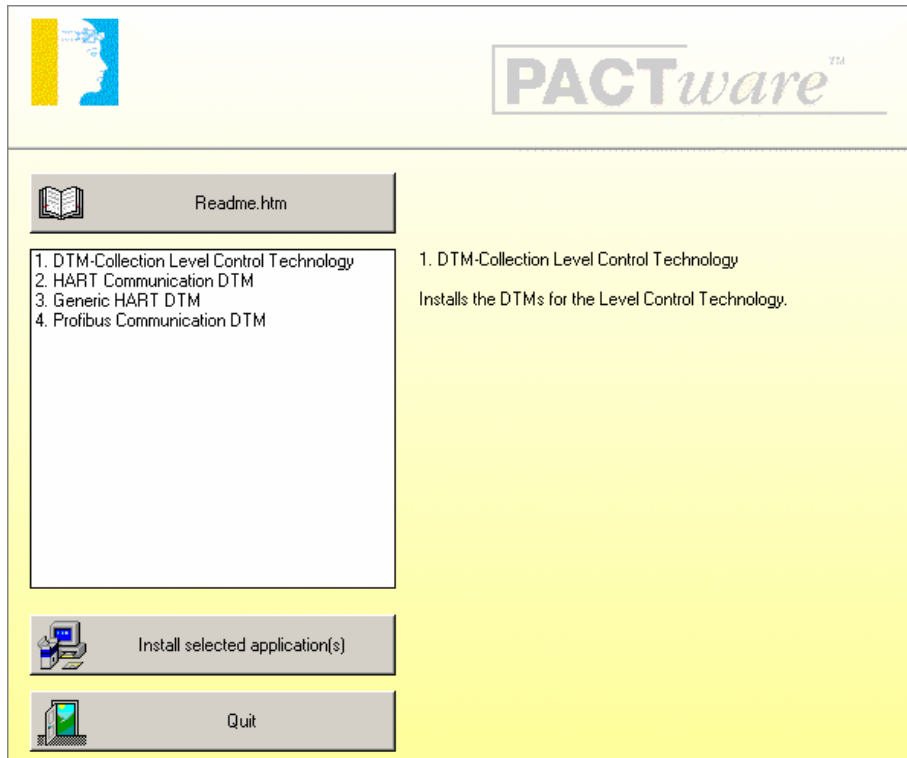 PACTware™
Readme.htm
1. DTM-Collection Level Control Technology
2. HART Communication DTM
3. Generic HART DTM
4. Profibus Communication DTM
1. DTM-Collection Level Control Technology
Installs the DTMs for the Level Control Technology.
Install selected application(s)
Quit